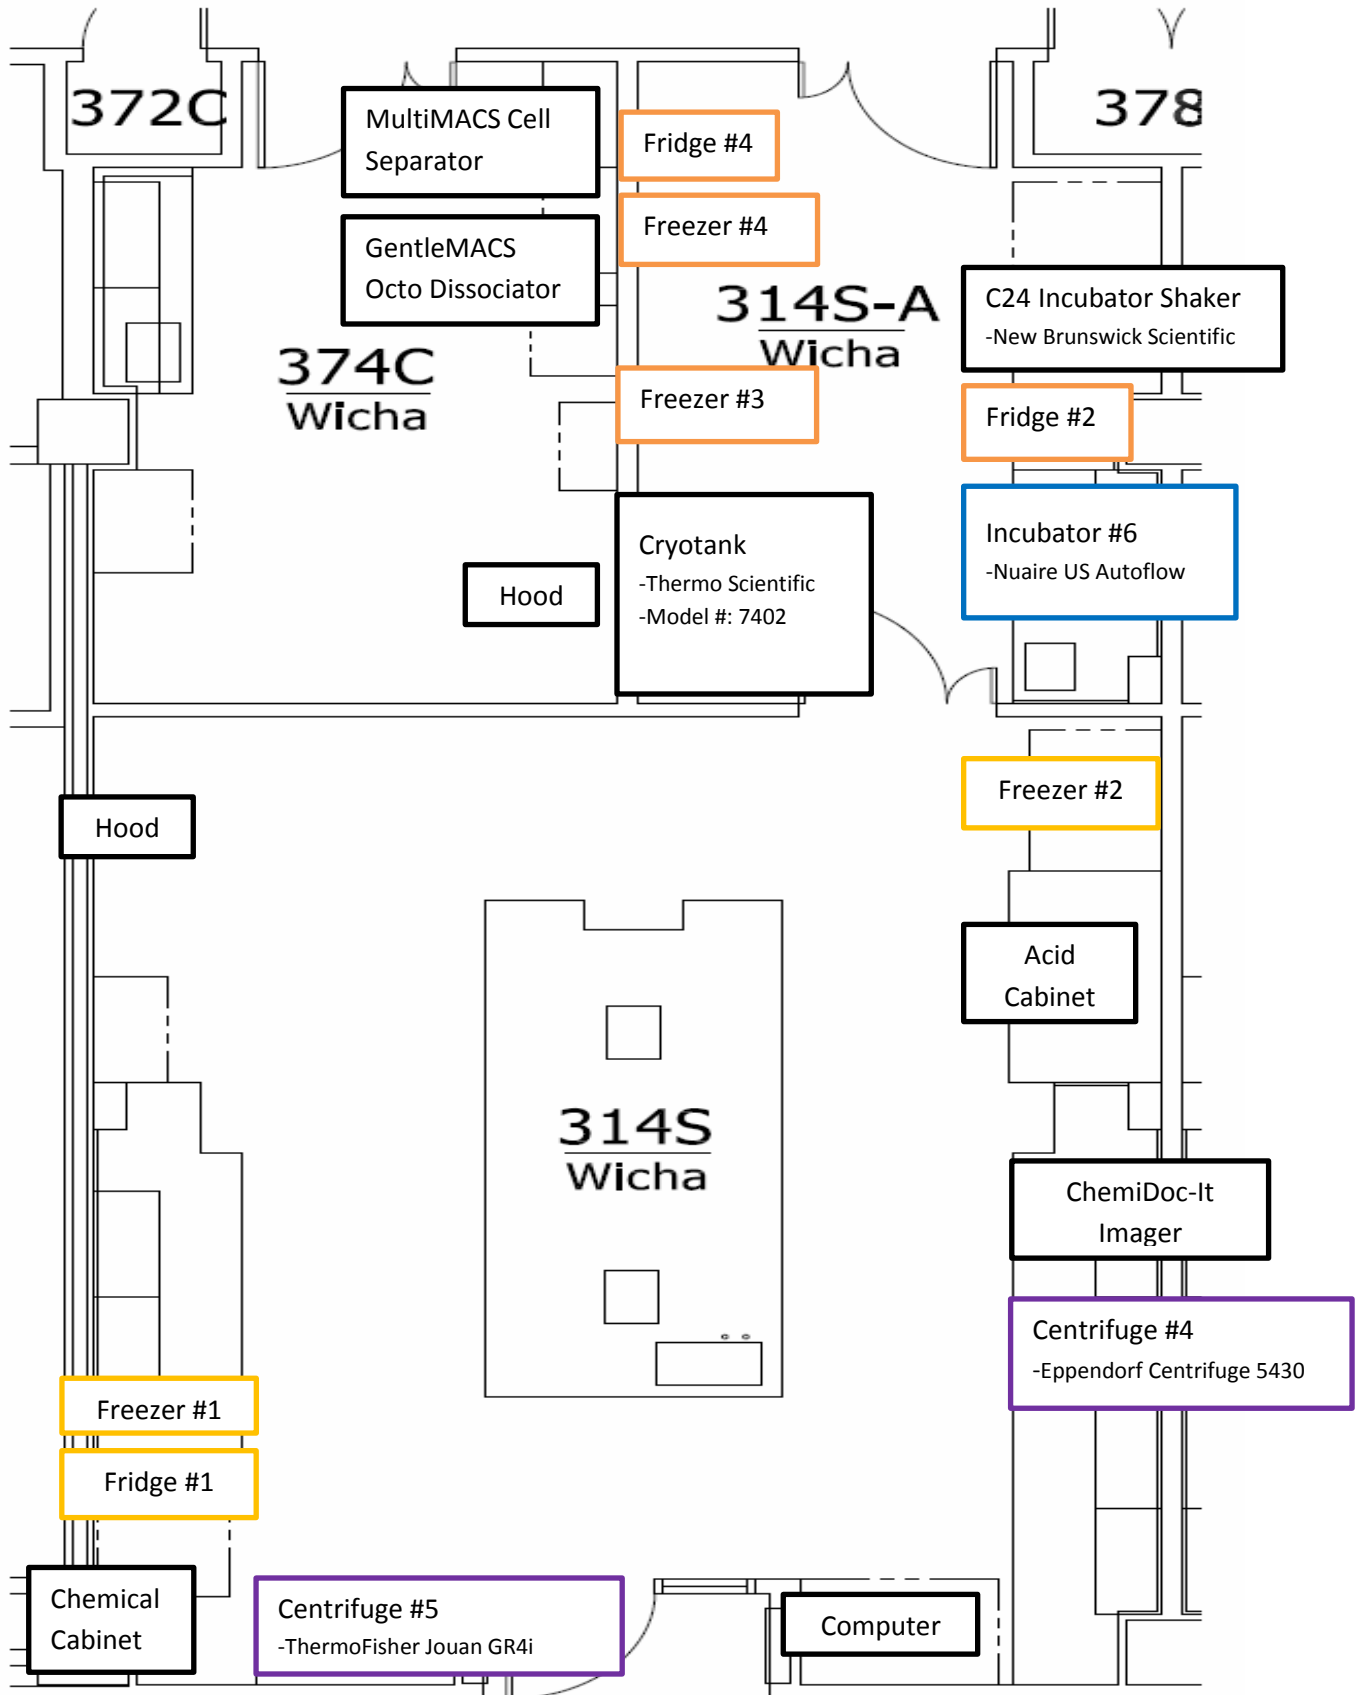 372C
378
MultiMACS Cell
Separator
Fridge #4
Freezer #4
GentleMACS
Octo Dissociator
314S-A
Wicha
C24 Incubator Shaker
-New Brunswick Scientific
374C
Wicha
Freezer #3
Fridge #2
Cryotank
-Thermo Scientific
-Model #: 7402
Incubator #6
-Nuaire US Autoflow
Hood
Freezer #2
Hood
Acid
Cabinet
314S
Wicha
ChemiDoc-It
Imager
Centrifuge #4
-Eppendorf Centrifuge 5430
Freezer #1
Fridge #1
Chemical
Cabinet
Centrifuge #5
-ThermoFisher Jouan GR4i
Computer